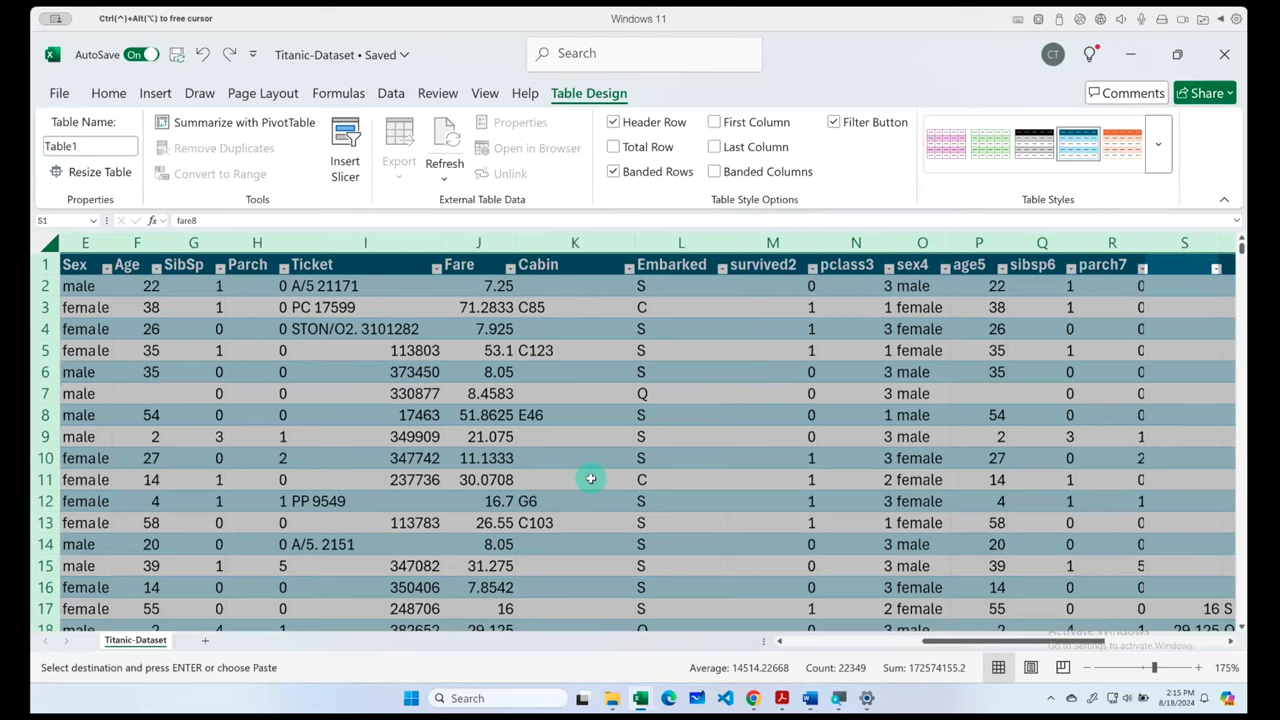 Ctrl(^)+Alt(⌥) to free cursor
Windows 11
AutoSave On Titanic-Dataset • Saved
Search
CT
File Home Insert Draw Page Layout Formulas Data Review View Help Table Design
Comments Share
Table Name:
Table1
Resize Table
Properties
Summarize with PivotTable
Remove Duplicates
Convert to Range
Tools
Insert Slicer
Export
Refresh
Properties
Open in Browser
Unlink
External Table Data
Header Row First Column Filter Button
Total Row Last Column
Banded Rows Banded Columns
Table Style Options
Table Styles
S1 fx fare8
E F G H I J K L M N O P Q R S
1 Sex Age SibSp Parch Ticket Fare Cabin Embarked survived2 pclass3 sex4 age5 sibsp6 parch7
2 male 22 1 0 A/5 21171 7.25 S 0 3 male 22 1 0
3 female 38 1 0 PC 17599 71.2833 C85 C 1 1 female 38 1 0
4 female 26 0 0 STON/O2. 3101282 7.925 S 1 3 female 26 0 0
5 female 35 1 0 113803 53.1 C123 S 1 1 female 35 1 0
6 male 35 0 0 373450 8.05 S 0 3 male 35 0 0
7 male 0 0 330877 8.4583 Q 0 3 male 0 0
8 male 54 0 0 17463 51.8625 E46 S 0 1 male 54 0 0
9 male 2 3 1 349909 21.075 S 0 3 male 2 3 1
10 female 27 0 2 347742 11.1333 S 1 3 female 27 0 2
11 female 14 1 0 237736 30.0708 C 1 2 female 14 1 0
12 female 4 1 1 PP 9549 16.7 G6 S 1 3 female 4 1 1
13 female 58 0 0 113783 26.55 C103 S 1 1 female 58 0 0
14 male 20 0 0 A/5. 2151 8.05 S 0 3 male 20 0 0
15 male 39 1 5 347082 31.275 S 0 3 male 39 1 5
16 female 14 0 0 350406 7.8542 S 0 3 female 14 0 0
17 female 55 0 0 248706 16 S 1 2 female 55 0 0 16 S
18 male 2 4 1 382652 29.125 Q 0 3 male 2 4 1 29.125 Q
Activate Windows
Go to Settings to activate Windows.
Titanic-Dataset
Select destination and press ENTER or choose Paste
Average: 14514.22668 Count: 22349 Sum: 172574155.2
175%
Search
2:15 PM
8/18/2024